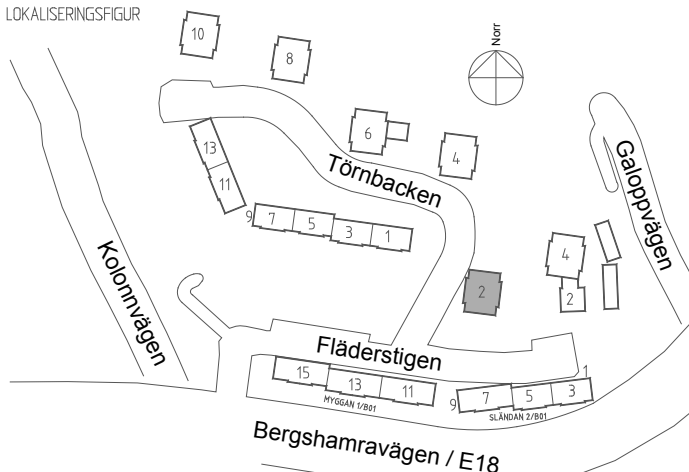 LOKALISERINGSFIGUR
10
8
Norr
6
4
13
11
Törnbacken
Galoppvägen
9
7
5
3
1
Kolonnvägen
4
2
2
Fläderstigen
15
13
11
MYGGAN 1/B01
1
9
7
5
3
SLÄNDAN 2/B01
Bergshamravägen / E18